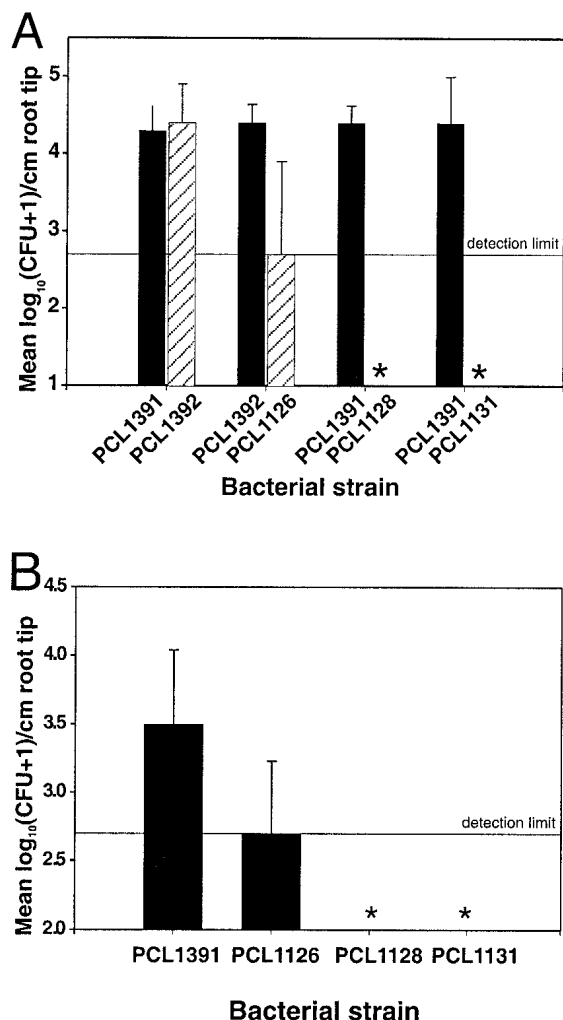 A
Mean log10(CFU+1)/cm root tip
5
4
3
2
1
detection limit
*
*
PCL1391
PCL1392
PCL1392
PCL1126
PCL1391
PCL1128
PCL1391
PCL1131
Bacterial strain
B
Mean log10(CFU+1)/cm root tip
4.5
4.0
3.5
3.0
2.5
2.0
detection limit
*
*
PCL1391 PCL1126 PCL1128 PCL1131
Bacterial strain